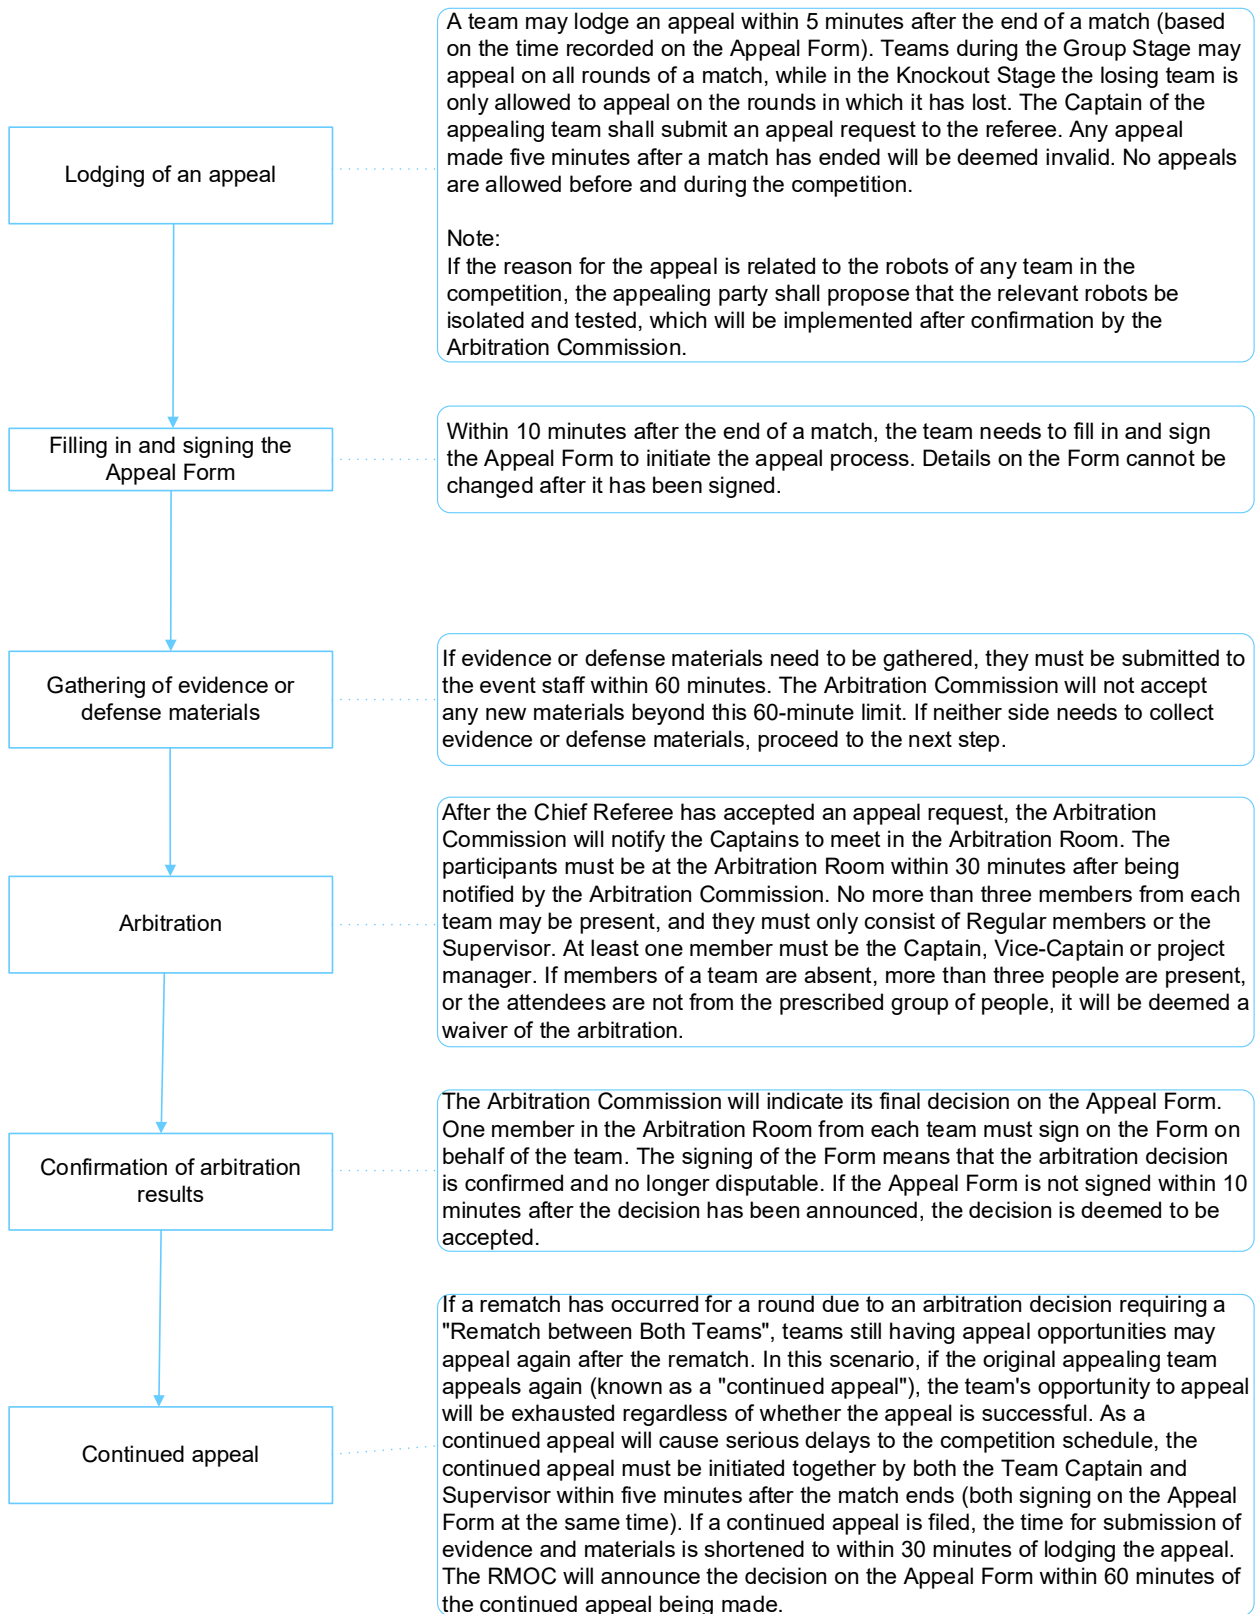 Lodging of an appeal
A team may lodge an appeal within 5 minutes after the end of a match (based
on the time recorded on the Appeal Form). Teams during the Group Stage may
appeal on all rounds of a match, while in the Knockout Stage the losing team is
only allowed to appeal on the rounds in which it has lost. The Captain of the
appealing team shall submit an appeal request to the referee. Any appeal
made five minutes after a match has ended will be deemed invalid. No appeals
are allowed before and during the competition.
Note:
If the reason for the appeal is related to the robots of any team in the
competition, the appealing party shall propose that the relevant robots be
isolated and tested, which will be implemented after confirmation by the
Arbitration Commission.
Filling in and signing the
Appeal Form
Within 10 minutes after the end of a match, the team needs to fill in and sign
the Appeal Form to initiate the appeal process. Details on the Form cannot be
changed after it has been signed.
Gathering of evidence or
defense materials
If evidence or defense materials need to be gathered, they must be submitted to
the event staff within 60 minutes. The Arbitration Commission will not accept
any new materials beyond this 60-minute limit. If neither side needs to collect
evidence or defense materials, proceed to the next step.
Arbitration
After the Chief Referee has accepted an appeal request, the Arbitration
Commission will notify the Captains to meet in the Arbitration Room. The
participants must be at the Arbitration Room within 30 minutes after being
notified by the Arbitration Commission. No more than three members from each
team may be present, and they must only consist of Regular members or the
Supervisor. At least one member must be the Captain, Vice-Captain or project
manager. If members of a team are absent, more than three people are present,
or the attendees are not from the prescribed group of people, it will be deemed a
waiver of the arbitration.
Confirmation of arbitration
results
The Arbitration Commission will indicate its final decision on the Appeal Form.
One member in the Arbitration Room from each team must sign on the Form on
behalf of the team. The signing of the Form means that the arbitration decision
is confirmed and no longer disputable. If the Appeal Form is not signed within 10
minutes after the decision has been announced, the decision is deemed to be
accepted.
Continued appeal
If a rematch has occurred for a round due to an arbitration decision requiring a
"Rematch between Both Teams", teams still having appeal opportunities may
appeal again after the rematch. In this scenario, if the original appealing team
appeals again (known as a "continued appeal"), the team's opportunity to appeal
will be exhausted regardless of whether the appeal is successful. As a
continued appeal will cause serious delays to the competition schedule, the
continued appeal must be initiated together by both the Team Captain and
Supervisor within five minutes after the match ends (both signing on the Appeal
Form at the same time). If a continued appeal is filed, the time for submission of
evidence and materials is shortened to within 30 minutes of lodging the appeal.
The RMOC will announce the decision on the Appeal Form within 60 minutes of
the continued appeal being made.